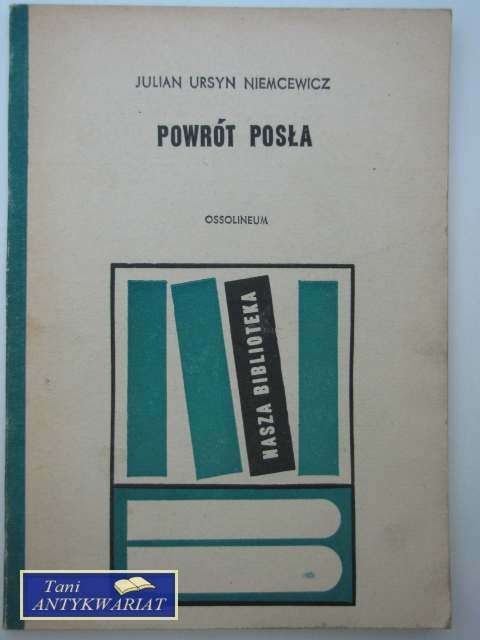 JULIAN URSYN NIEMCEWICZ
POWRÓT POSŁA
OSSOLINEUM
NASZA BIBLIOTEKA
Tani
ANTYKWARIAT